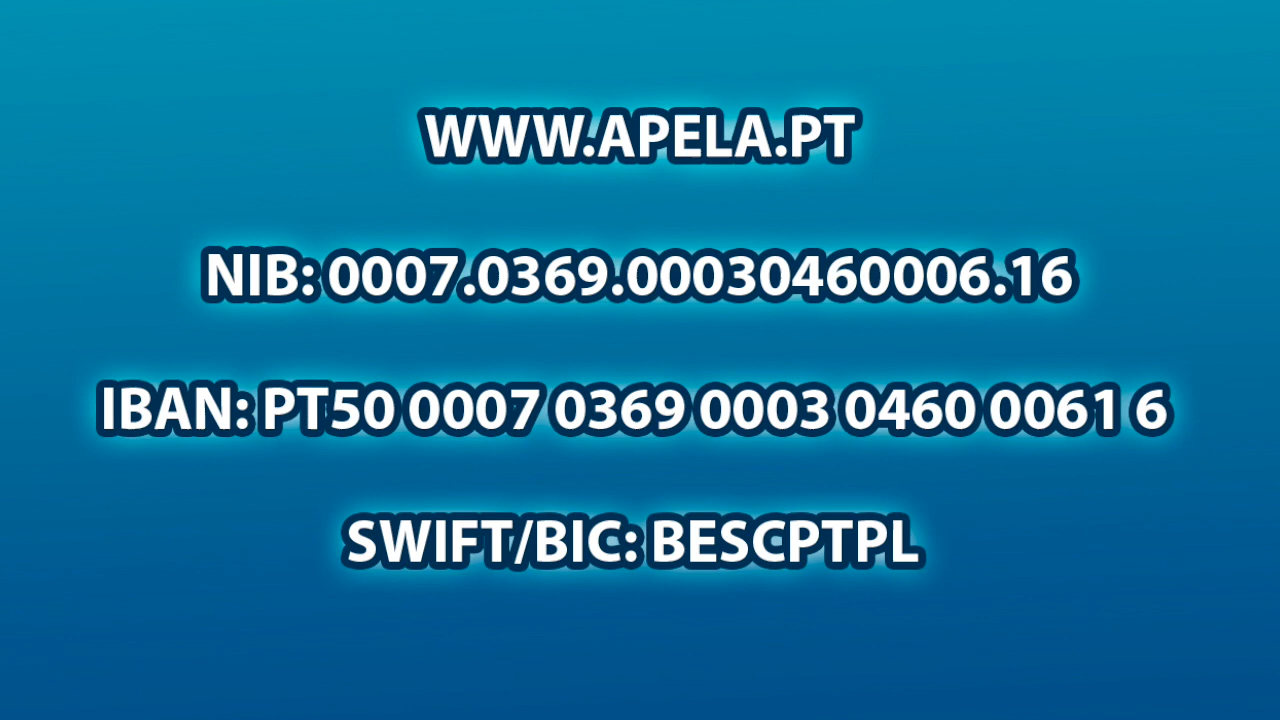 WWW.APELA.PT
NIB: 0007.0369.00030460006.16
IBAN: PT50 0007 0369 0003 0460 0061 6
SWIFT/BIC: BESCPTPL